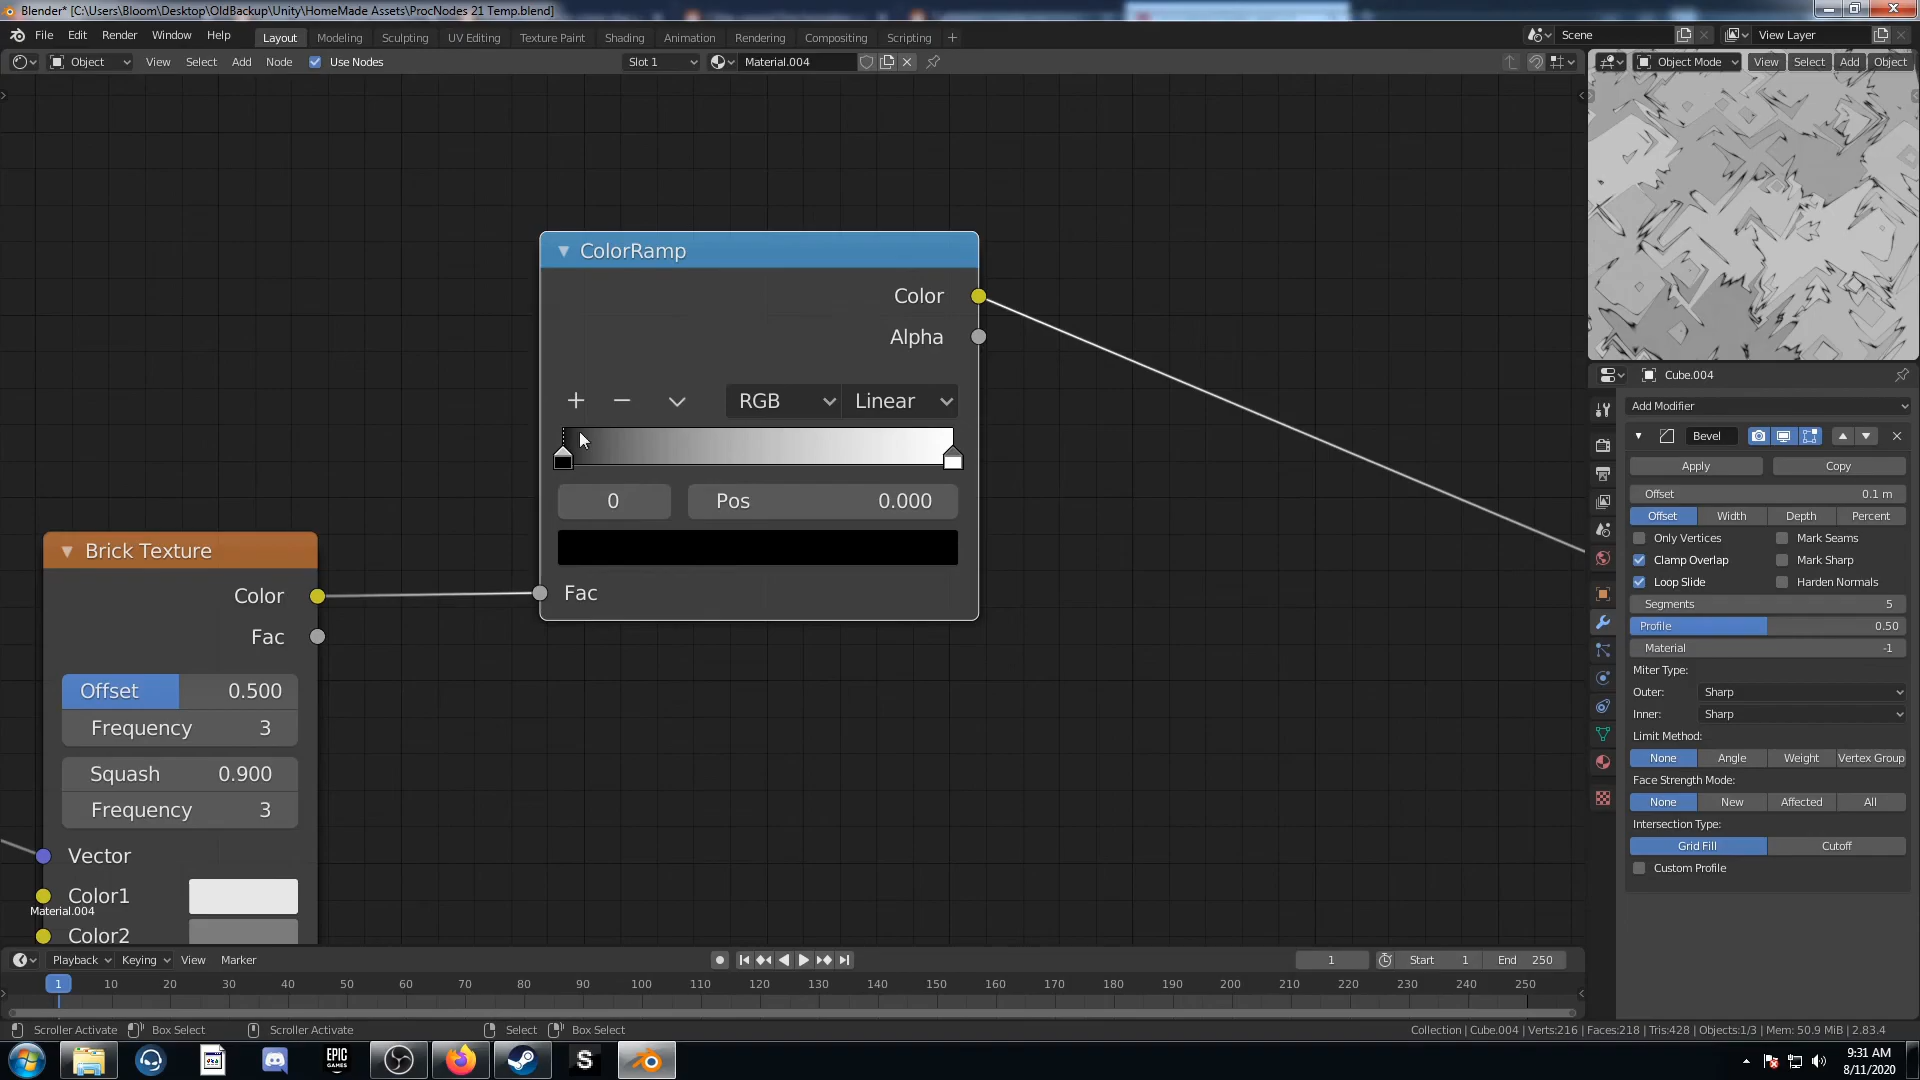 Blender* [C:\Users\Bloom\Desktop\OldBackup\Unity\HomeMade Assets\ProcNodes 21 Temp.blend]
File Edit Render Window Help Layout Modeling Sculpting UV Editing Texture Paint Shading Animation Rendering Compositing Scripting Scene View Layer
Object View Select Add Node Use Nodes Slot 1 Material.004 Object Mode View Select Add Object
ColorRamp
Color
Alpha
RGB Linear
0 Pos 0.000
Fac
Brick Texture
Color
Fac
Offset 0.500
Frequency 3
Squash 0.900
Frequency 3
Vector
Color1
Material.004
Color2
Cube.004
Add Modifier
Bevel
Apply Copy
Offset 0.1 m
Offset Width Depth Percent
Only Vertices Mark Seams
Clamp Overlap Mark Sharp
Loop Slide Harden Normals
Segments 5
Profile 0.50
Material -1
Miter Type:
Outer: Sharp
Inner: Sharp
Limit Method:
None Angle Weight Vertex Group
Face Strength Mode:
None New Affected All
Intersection Type:
Grid Fill Cutoff
Custom Profile
Playback Keying View Marker 1 Start 1 End 250
1 10 20 30 40 50 60 70 80 90 100 110 120 130 140 150 160 170 180 190 200 210 220 230 240 250
Scroller Activate Box Select Scroller Activate Select Box Select Collection | Cube.004 | Verts:216 | Faces:218 | Tris:428 | Objects:1/3 | Mem: 50.9 MiB | 2.83.4
EPIC
GAMES
S
9:31 AM
8/11/2020